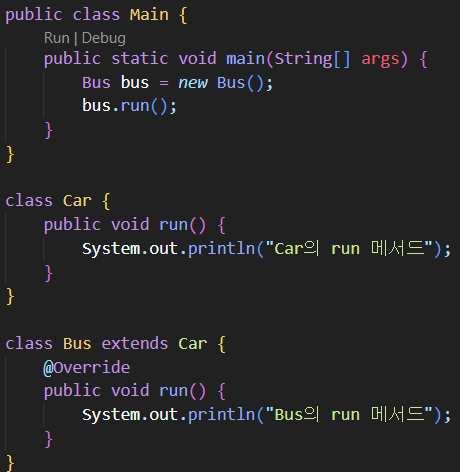 public class Main {
Run | Debug
public static void main(String[] args) {
Bus bus = new Bus();
bus.run();
}
}
class Car {
public void run() {
System.out.println("Car의 run 메서드");
}
}
class Bus extends Car {
@Override
public void run() {
System.out.println("Bus의 run 메서드");
}
}